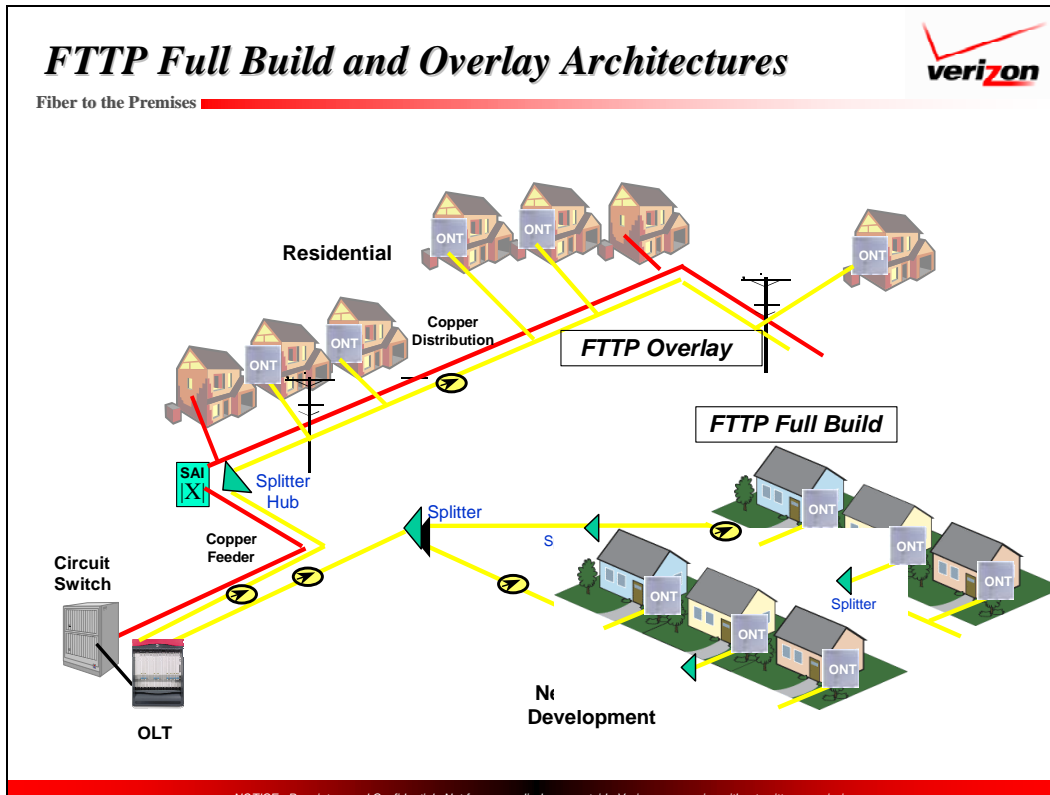 FTTP Full Build and Overlay Architectures
verizon
Fiber to the Premises
Residential
ONT
ONT
ONT
ONT
ONT
Copper
Distribution
FTTP Overlay
FTTP Full Build
SAI
|X|
Splitter
Hub
Splitter
S
Copper
Feeder
Circuit
Switch
OLT
ONT
ONT
ONT
ONT
ONT
ONT
Splitter
Development